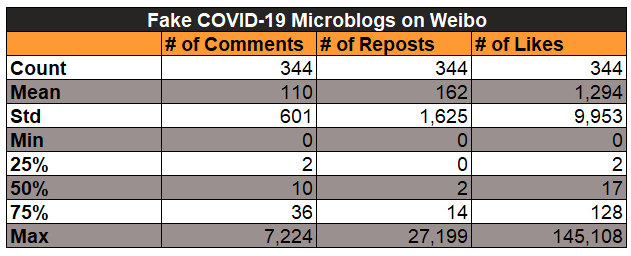 Fake COVID-19 Microblogs on Weibo
# of Comments # of Reposts # of Likes
Count 344 344 344
Mean 110 162 1,294
Std 601 1,625 9,953
Min 0 0 0
25% 2 0 2
50% 10 2 17
75% 36 14 128
Max 7,224 27,199 145,108